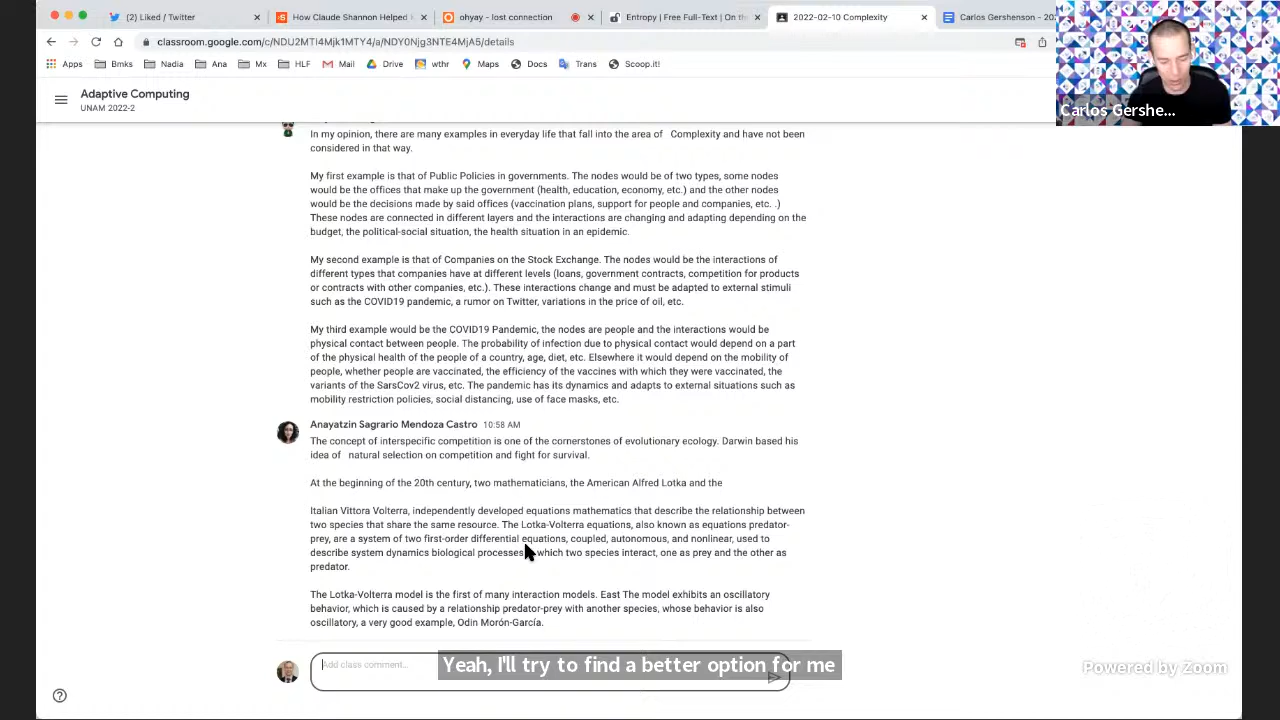 (2) Liked / Twitter
How Claude Shannon Helped
ohyay - lost connection
Entropy | Free Full-Text | On th
2022-02-10 Complexity
Carlos Gershenson - 202
classroom.google.com/c/NDU2MTI4Mjk1MTY4/a/NDY0Njg3NTE4MjA5/details
Apps
Bmks
Nadia
Ana
Mx
HLF
Mail
Drive
wthr
Maps
Docs
Trans
Scoop.it!
Carlos Gershe...
Adaptive Computing
UNAM 2022-2
In my opinion, there are many examples in everyday life that fall into the area of Complexity and have not been
considered in that way.
My first example is that of Public Policies in governments. The nodes would be of two types, some nodes
would be the offices that make up the government (health, education, economy, etc.) and the other nodes
would be the decisions made by said offices (vaccination plans, support for people and companies, etc. .)
These nodes are connected in different layers and the interactions are changing and adapting depending on the
budget, the political-social situation, the health situation in an epidemic.
My second example is that of Companies on the Stock Exchange. The nodes would be the interactions of
different types that companies have at different levels (loans, government contracts, competition for products
or contracts with other companies, etc.). These interactions change and must be adapted to external stimuli
such as the COVID19 pandemic, a rumor on Twitter, variations in the price of oil, etc.
My third example would be the COVID19 Pandemic, the nodes are people and the interactions would be
physical contact between people. The probability of infection due to physical contact would depend on a part
of the physical health of the people of a country, age, diet, etc. Elsewhere it would depend on the mobility of
people, whether people are vaccinated, the efficiency of the vaccines with which they were vaccinated, the
variants of the SarsCov2 virus, etc. The pandemic has its dynamics and adapts to external situations such as
mobility restriction policies, social distancing, use of face masks, etc.
Anayatzin Sagrario Mendoza Castro 10:58 AM
The concept of interspecific competition is one of the cornerstones of evolutionary ecology. Darwin based his
idea of natural selection on competition and fight for survival.
At the beginning of the 20th century, two mathematicians, the American Alfred Lotka and the
Italian Vittora Volterra, independently developed equations mathematics that describe the relationship between
two species that share the same resource. The Lotka-Volterra equations, also known as equations predator-
prey, are a system of two first-order differential equations, coupled, autonomous, and nonlinear, used to
describe system dynamics biological processes which two species interact, one as prey and the other as
predator.
The Lotka-Volterra model is the first of many interaction models. East The model exhibits an oscillatory
behavior, which is caused by a relationship predator-prey with another species, whose behavior is also
oscillatory, a very good example, Odin Morón-García.
Add class comment...
Yeah, I'll try to find a better option for me
Powered by Zoom